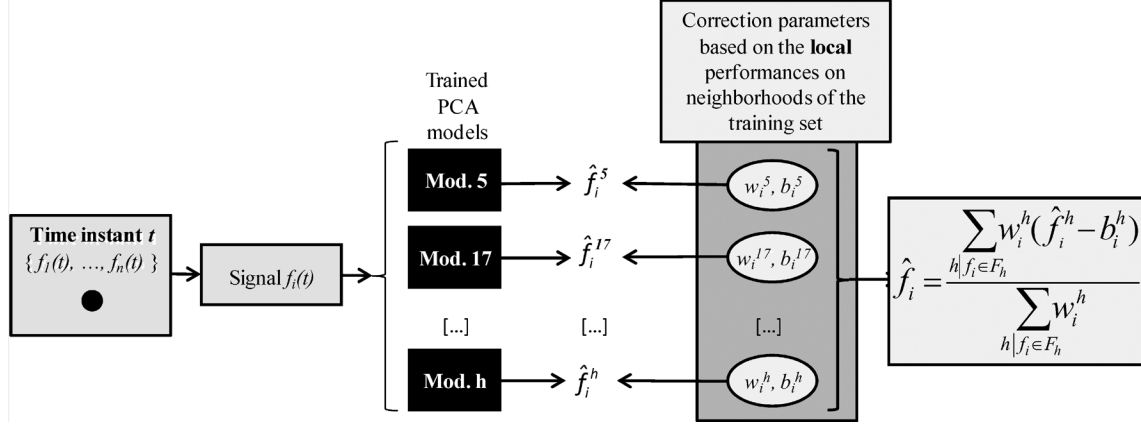 Correction parameters
based on the local
performances on
neighborhoods of the
training set
Trained
PCA
models
Time instant t
{ f₁(t), ..., fₙ(t) }
Signal fᵢ(t)
Mod. 5
f̂ᵢ⁵
wᵢ⁵, bᵢ⁵
Mod. 17
f̂ᵢ¹⁷
wᵢ¹⁷, bᵢ¹⁷
[...] [...] [...]
Mod. h
f̂ᵢʰ
wᵢʰ, bᵢʰ
f̂ᵢ = ∑ wᵢʰ(f̂ᵢʰ − bᵢʰ)
h|fᵢ∈Fₕ
∑ wᵢʰ
h|fᵢ∈Fₕ